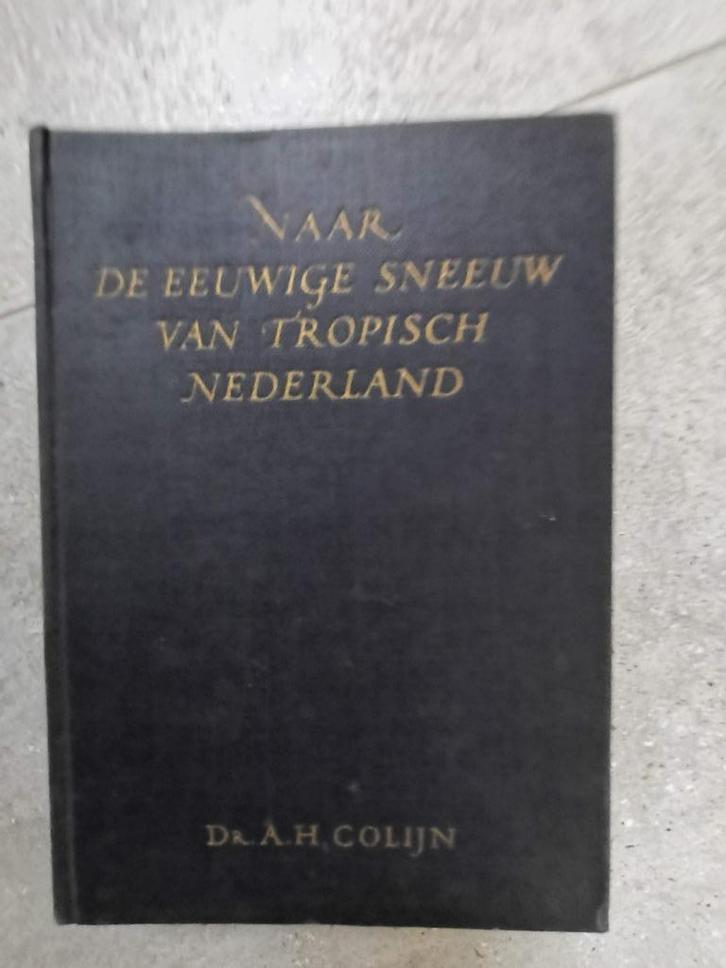 NAAR
DE EEUWIGE SNEEUW
VAN TROPISCH
NEDERLAND
DR. A. H. COLIJN